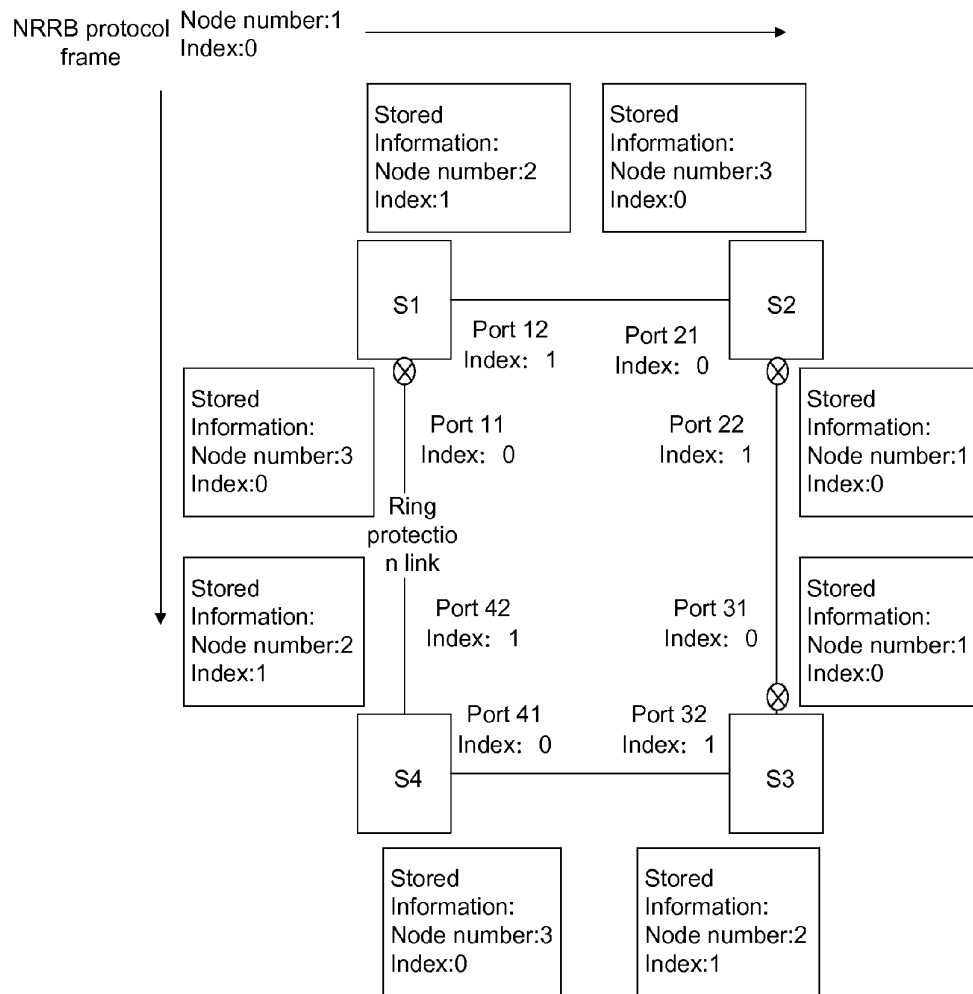 NRRB protocol
frame
Node number:1
Index:0
Stored
Information:
Node number:2
Index:1
Stored
Information:
Node number:3
Index:0
S1
S2
Port 12
Index: 1
Port 21
Index: 0
Stored
Information:
Node number:3
Index:0
Port 11
Index: 0
Port 22
Index: 1
Stored
Information:
Node number:1
Index:0
Ring
protectio
n link
Stored
Information:
Node number:2
Index:1
Port 42
Index: 1
Port 31
Index: 0
Stored
Information:
Node number:1
Index:0
Port 41
Index: 0
Port 32
Index: 1
S4
S3
Stored
Information:
Node number:3
Index:0
Stored
Information:
Node number:2
Index:1